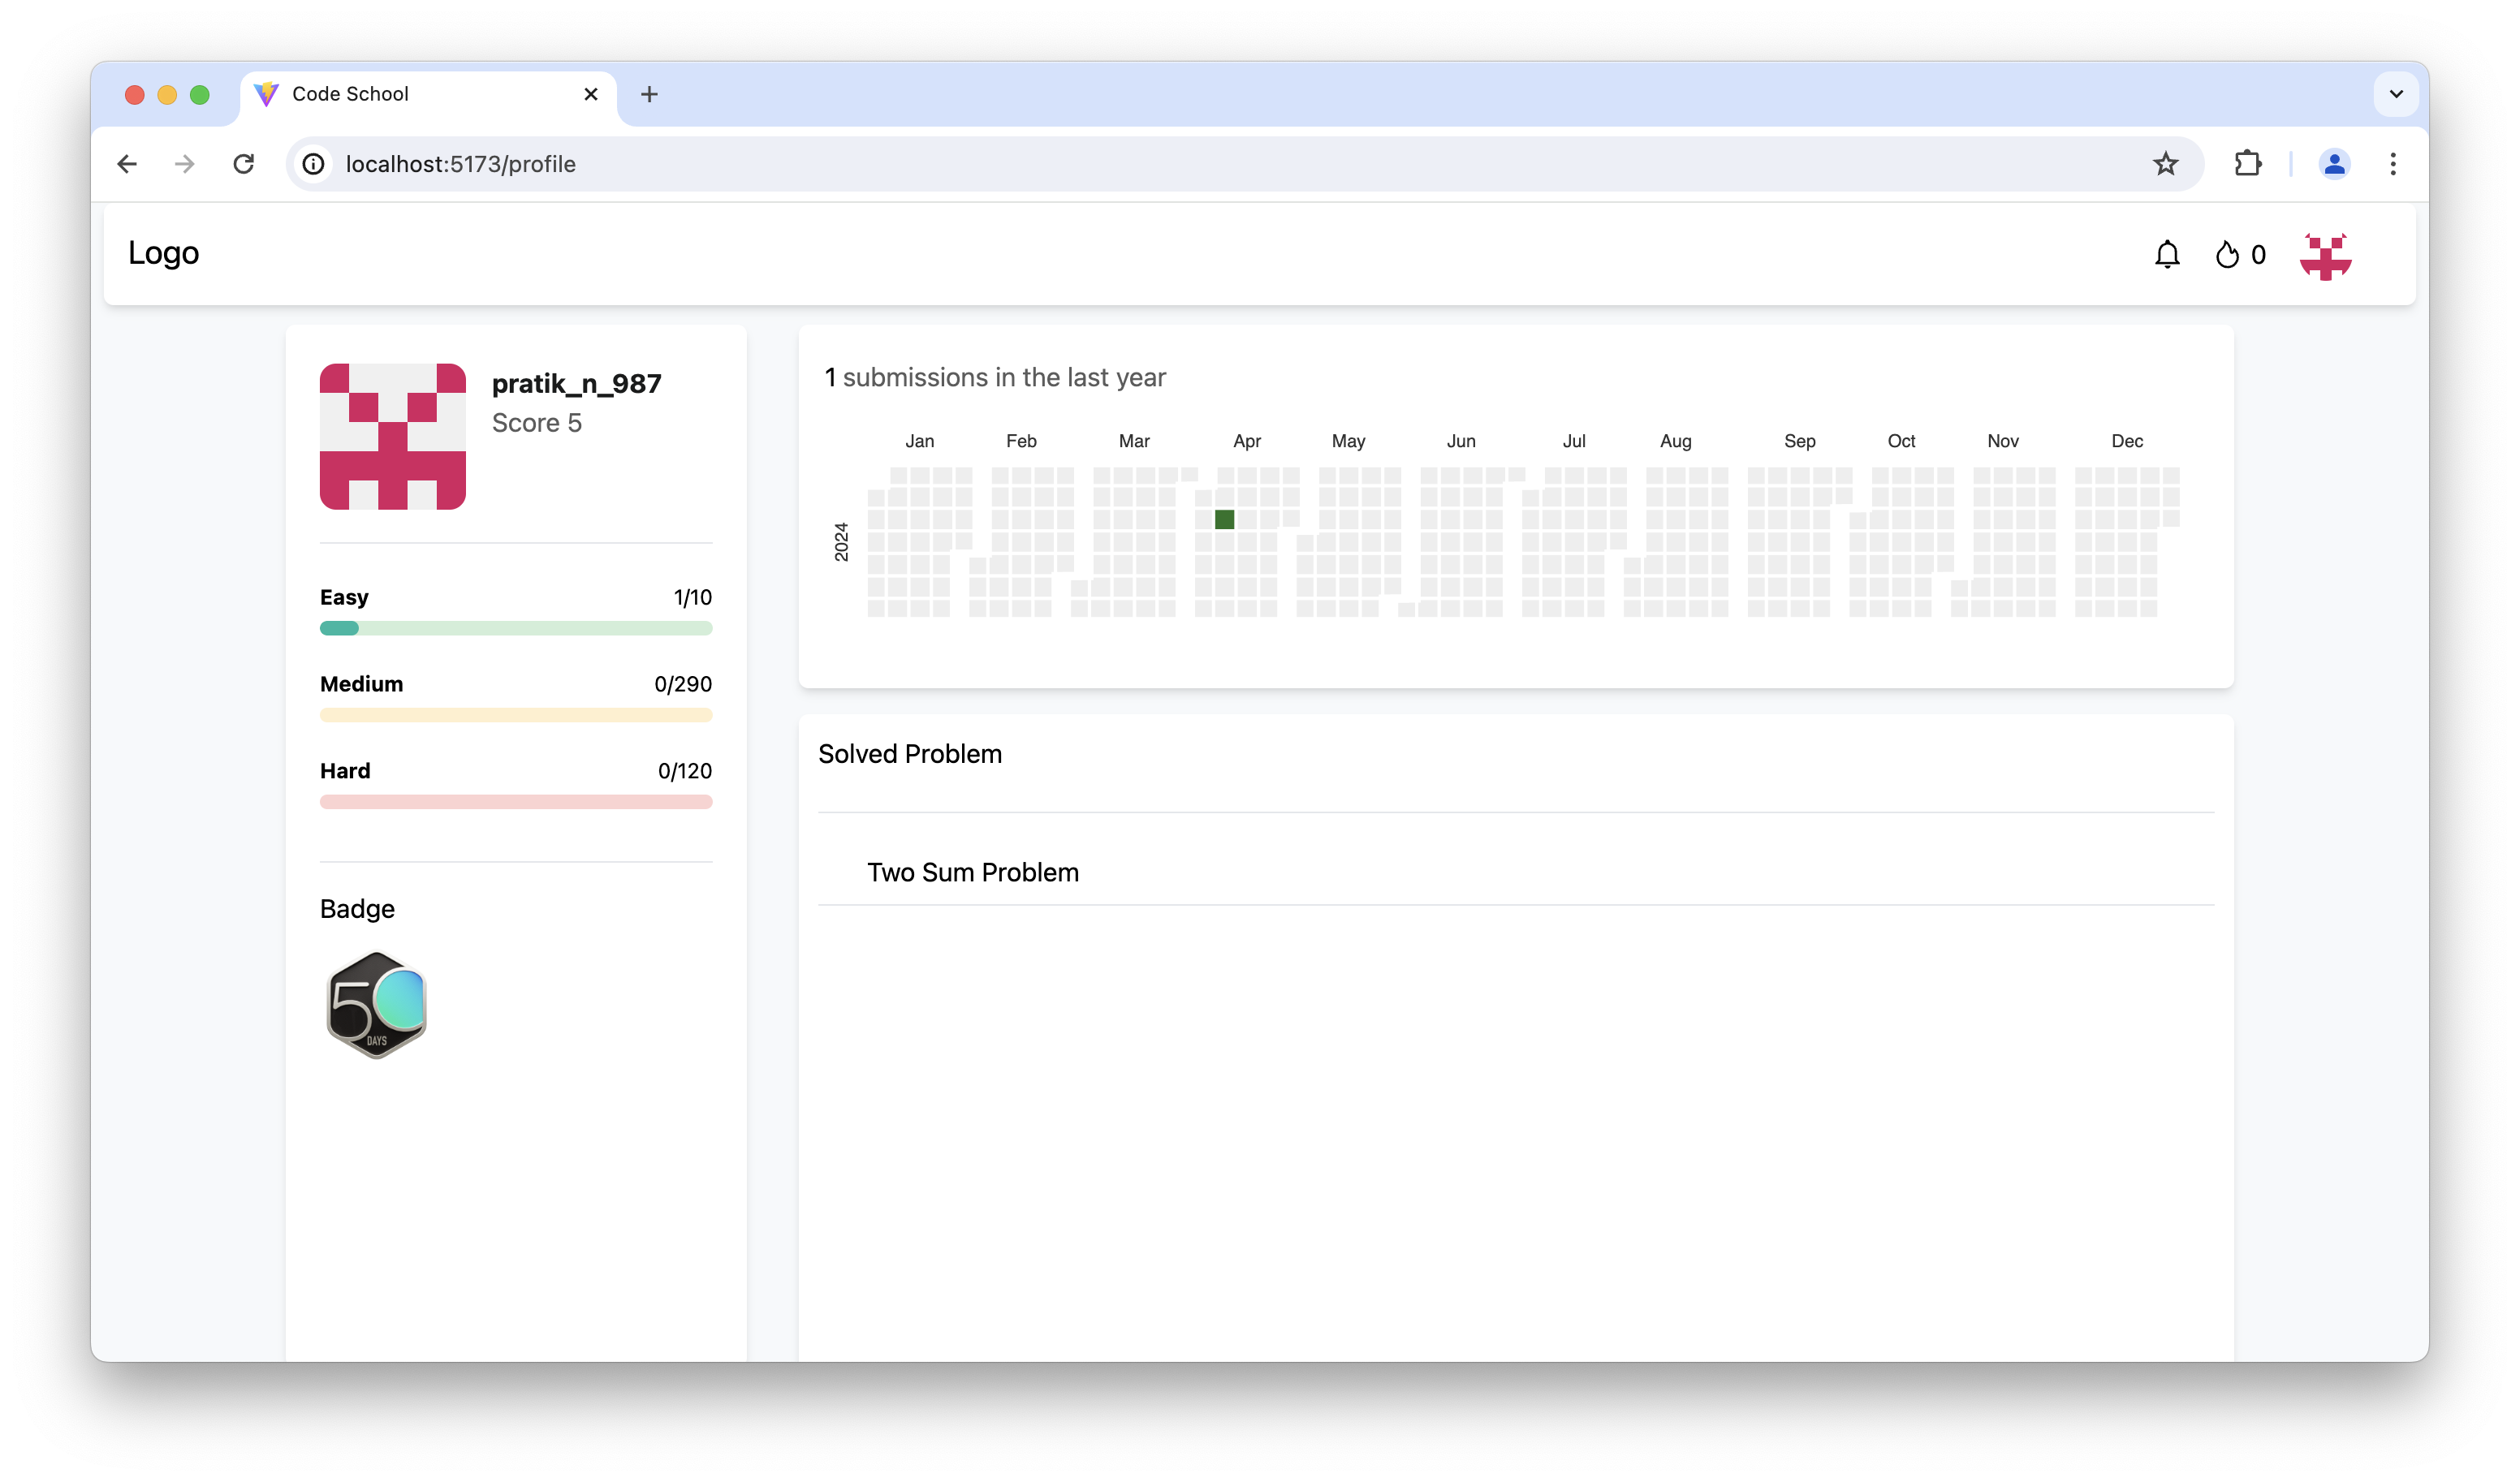 Code School
localhost:5173/profile
Logo
0
pratik_n_987
Score 5
Easy 1/10
Medium 0/290
Hard 0/120
Badge
50
DAYS
1 submissions in the last year
Jan Feb Mar Apr May Jun Jul Aug Sep Oct Nov Dec
2024
Solved Problem
Two Sum Problem